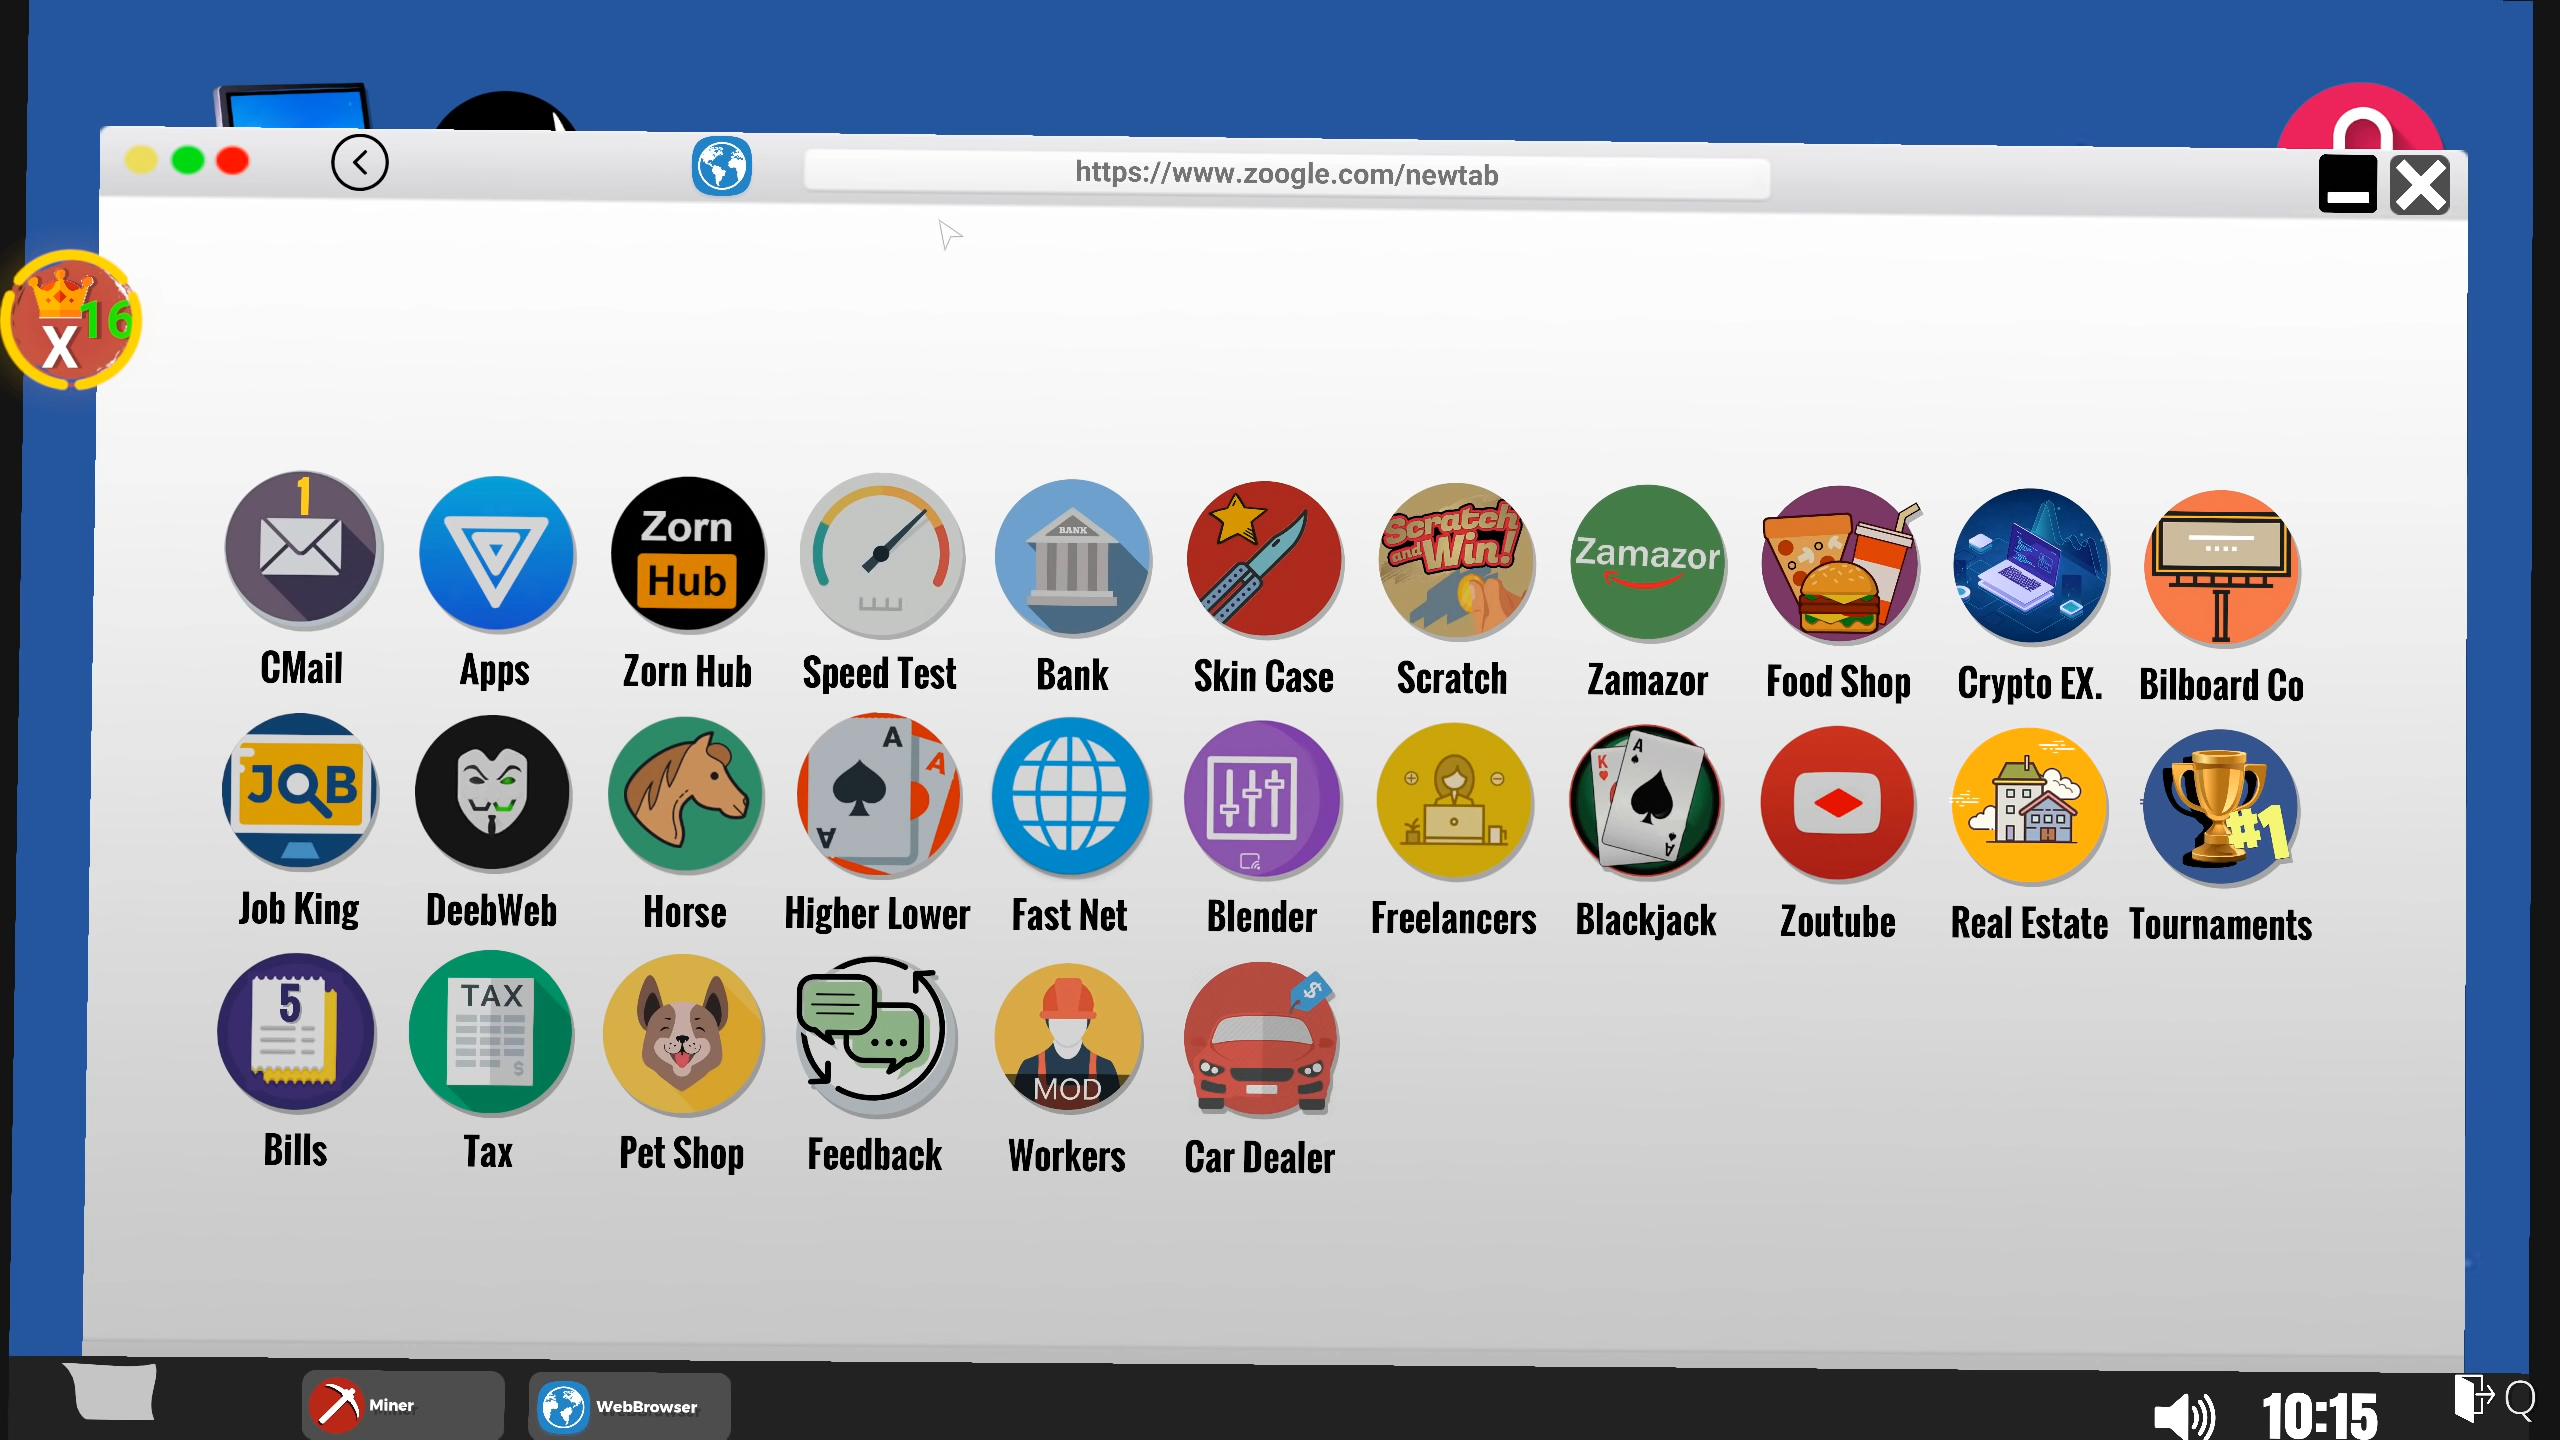 https://www.zoogle.com/newtab
X 16
1
Zorn
Hub
BANK
Scratch
and Win!
Zamazor
CMail
Apps
Zorn Hub
Speed Test
Bank
Skin Case
Scratch
Zamazor
Food Shop
Crypto EX.
Bilboard Co
JOB
A
A
A
K
A
A
#1
Job King
DeebWeb
Horse
Higher Lower
Fast Net
Blender
Freelancers
Blackjack
Zoutube
Real Estate
Tournaments
5
TAX
$
MOD
$
Bills
Tax
Pet Shop
Feedback
Workers
Car Dealer
Miner
WebBrowser
10:15
Q